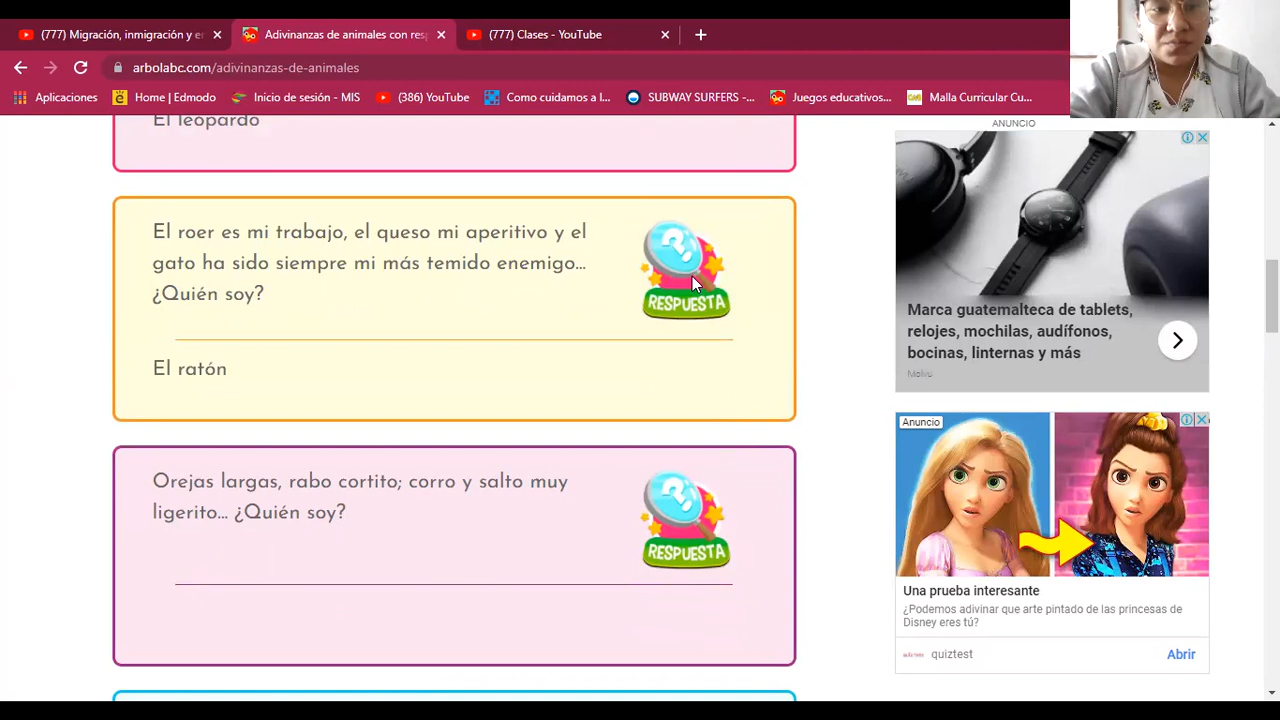 (777) Migración, inmigración y e
Adivinanzas de animales con res
(777) Clases - YouTube
arbolabc.com/adivinanzas-de-animales
Aplicaciones
Home | Edmodo
Inicio de sesión - MIS
(386) YouTube
Como cuidamos a l...
SUBWAY SURFERS -...
Juegos educativos...
Malla Curricular Cu...
El leopardo
El roer es mi trabajo, el queso mi aperitivo y el
gato ha sido siempre mi más temido enemigo...
¿Quién soy?
RESPUESTA
El ratón
Orejas largas, rabo cortito; corro y salto muy
ligerito... ¿Quién soy?
RESPUESTA
ANUNCIO
Marca guatemalteca de tablets,
relojes, mochilas, audífonos,
bocinas, linternas y más
Anuncio
Una prueba interesante
¿Podemos adivinar que arte pintado de las princesas de
Disney eres tú?
quiztest
Abrir